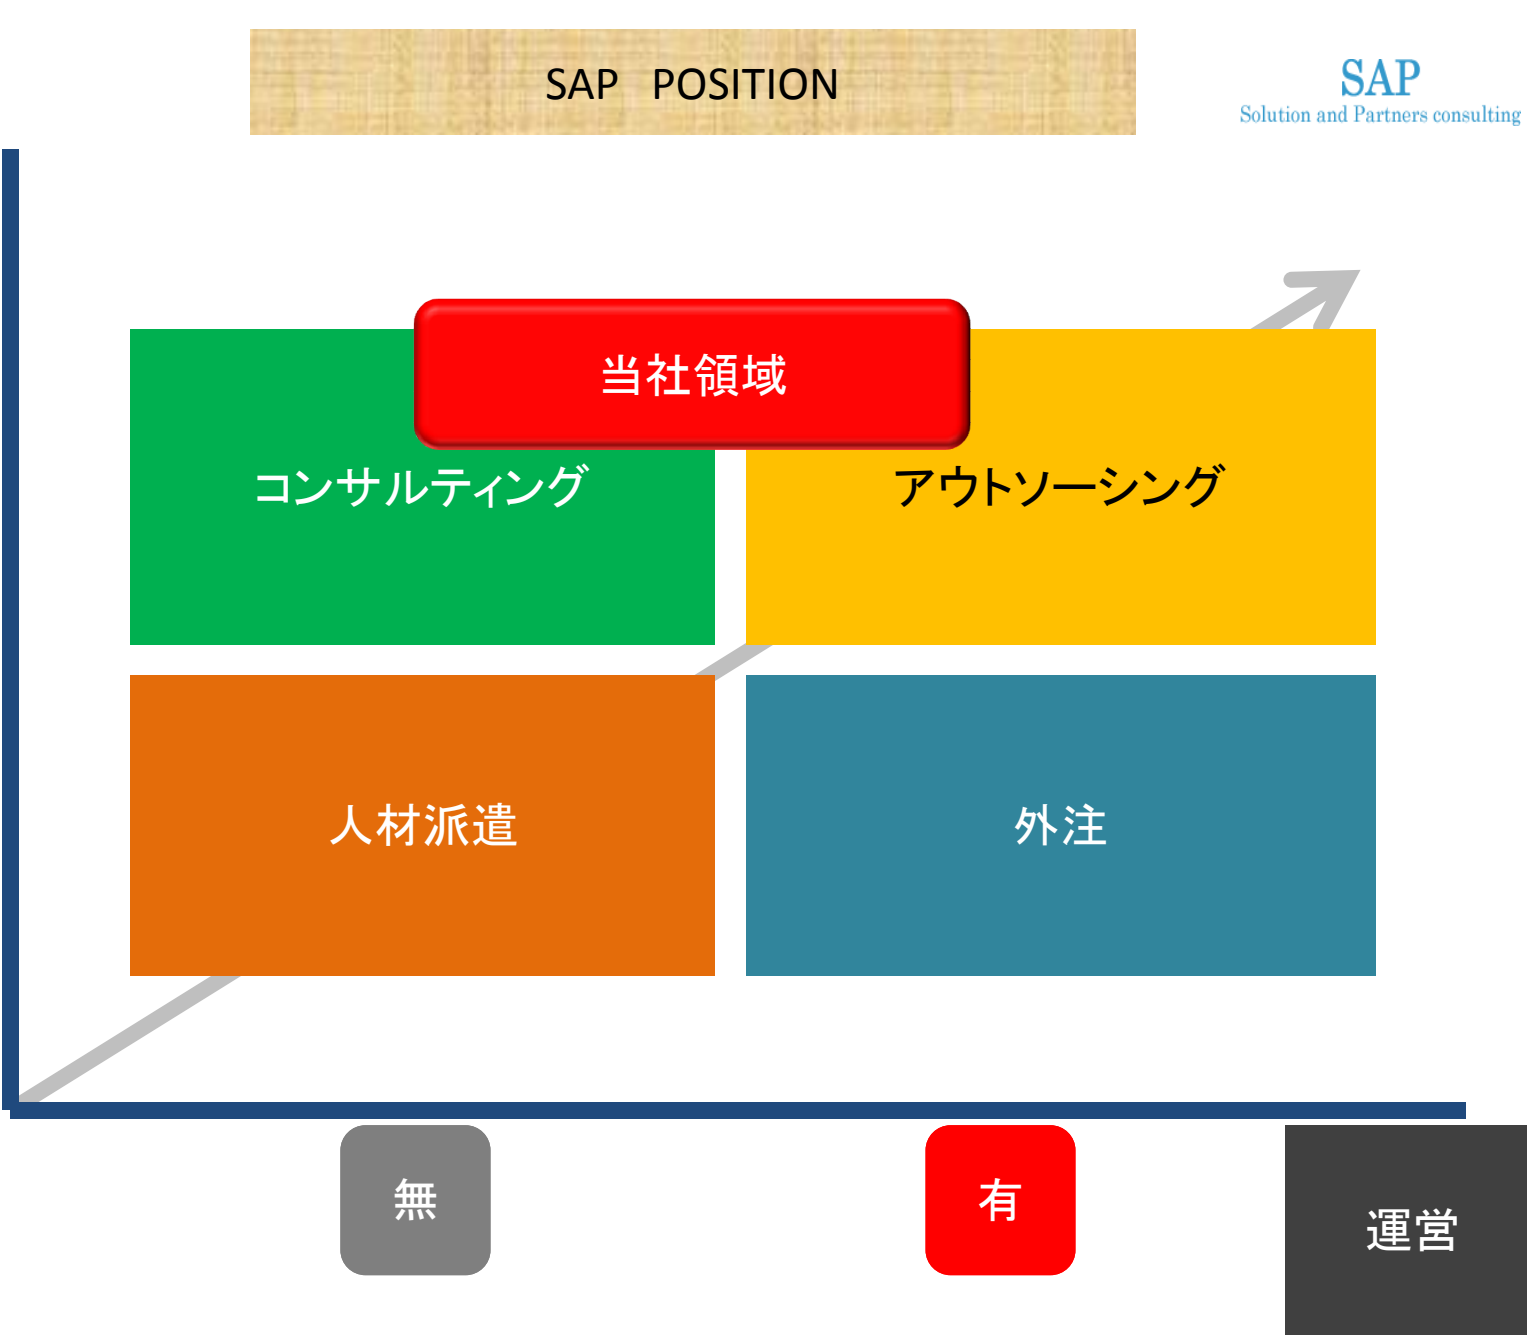 SAP POSITION
SAP
Solution and Partners consulting
当社領域
コンサルティング
アウトソーシング
人材派遣
外注
無
有
運営